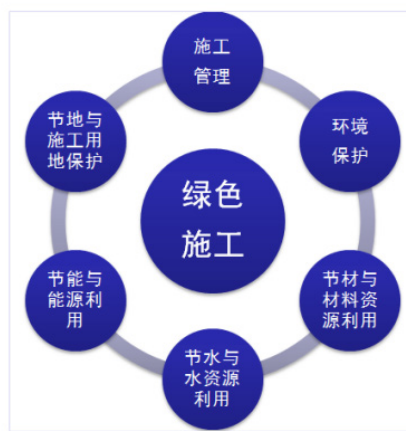 施工
管理
环境
保护
节材与
材料资
源利用
节水与
水资源
利用
节能与
能源利
用
节地与
施工用
地保护
绿色
施工